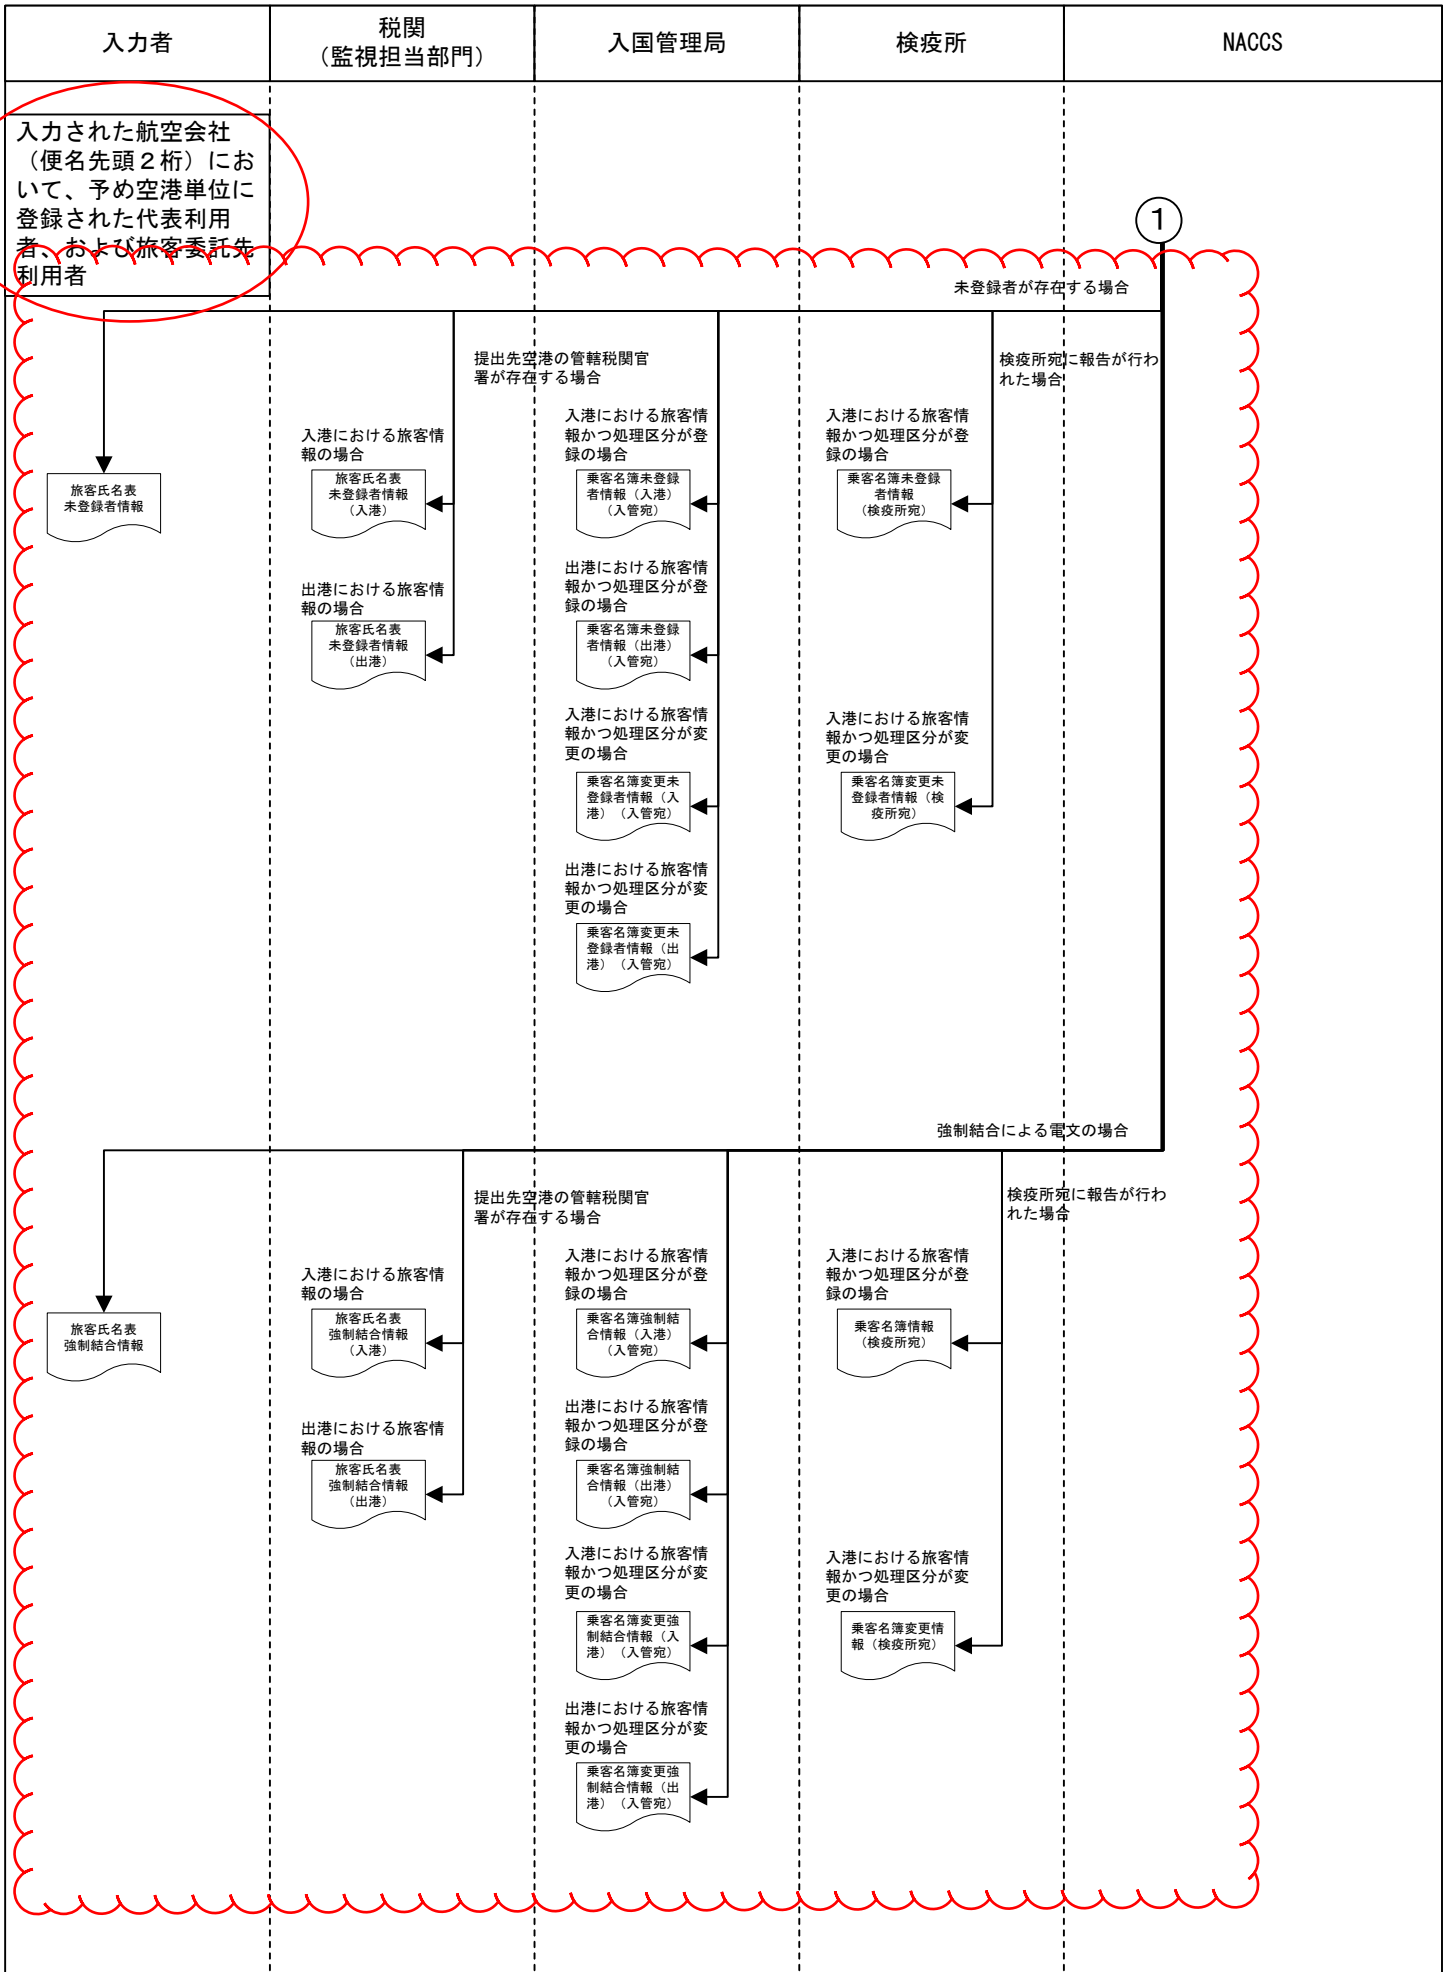 入力者
税関
（監視担当部門）
入国管理局
検疫所
NACCS
入力された航空会社
（便名先頭２桁）にお
いて、予め空港単位に
登録された代表利用
者、および旅客委託先
利用者
①
未登録者が存在する場合
提出先空港の管轄税関官
署が存在する場合
検疫所宛に報告が行わ
れた場合
旅客氏名表
未登録者情報
入港における旅客情
報の場合
旅客氏名表
未登録者情報
（入港）
出港における旅客情
報の場合
旅客氏名表
未登録者情報
（出港）
入港における旅客情
報かつ処理区分が登
録の場合
乗客名簿未登録
者情報（入港）
（入管宛）
出港における旅客情
報かつ処理区分が登
録の場合
乗客名簿未登録
者情報（出港）
（入管宛）
入港における旅客情
報かつ処理区分が変
更の場合
乗客名簿変更未
登録者情報（入
港）（入管宛）
出港における旅客情
報かつ処理区分が変
更の場合
乗客名簿変更未
登録者情報（出
港）（入管宛）
入港における旅客情
報かつ処理区分が登
録の場合
乗客名簿未登録
者情報
（検疫所宛）
入港における旅客情
報かつ処理区分が変
更の場合
乗客名簿変更未
登録者情報（検
疫所宛）
強制結合による電文の場合
提出先空港の管轄税関官
署が存在する場合
検疫所宛に報告が行わ
れた場合
旅客氏名表
強制結合情報
入港における旅客情
報の場合
旅客氏名表
強制結合情報
（入港）
出港における旅客情
報の場合
旅客氏名表
強制結合情報
（出港）
入港における旅客情
報かつ処理区分が登
録の場合
乗客名簿強制結
合情報（入港）
（入管宛）
出港における旅客情
報かつ処理区分が登
録の場合
乗客名簿強制結
合情報（出港）
（入管宛）
入港における旅客情
報かつ処理区分が変
更の場合
乗客名簿変更強
制結合情報（入
港）（入管宛）
出港における旅客情
報かつ処理区分が変
更の場合
乗客名簿変更強
制結合情報（出
港）（入管宛）
入港における旅客情
報かつ処理区分が登
録の場合
乗客名簿情報
（検疫所宛）
入港における旅客情
報かつ処理区分が変
更の場合
乗客名簿変更情
報（検疫所宛）